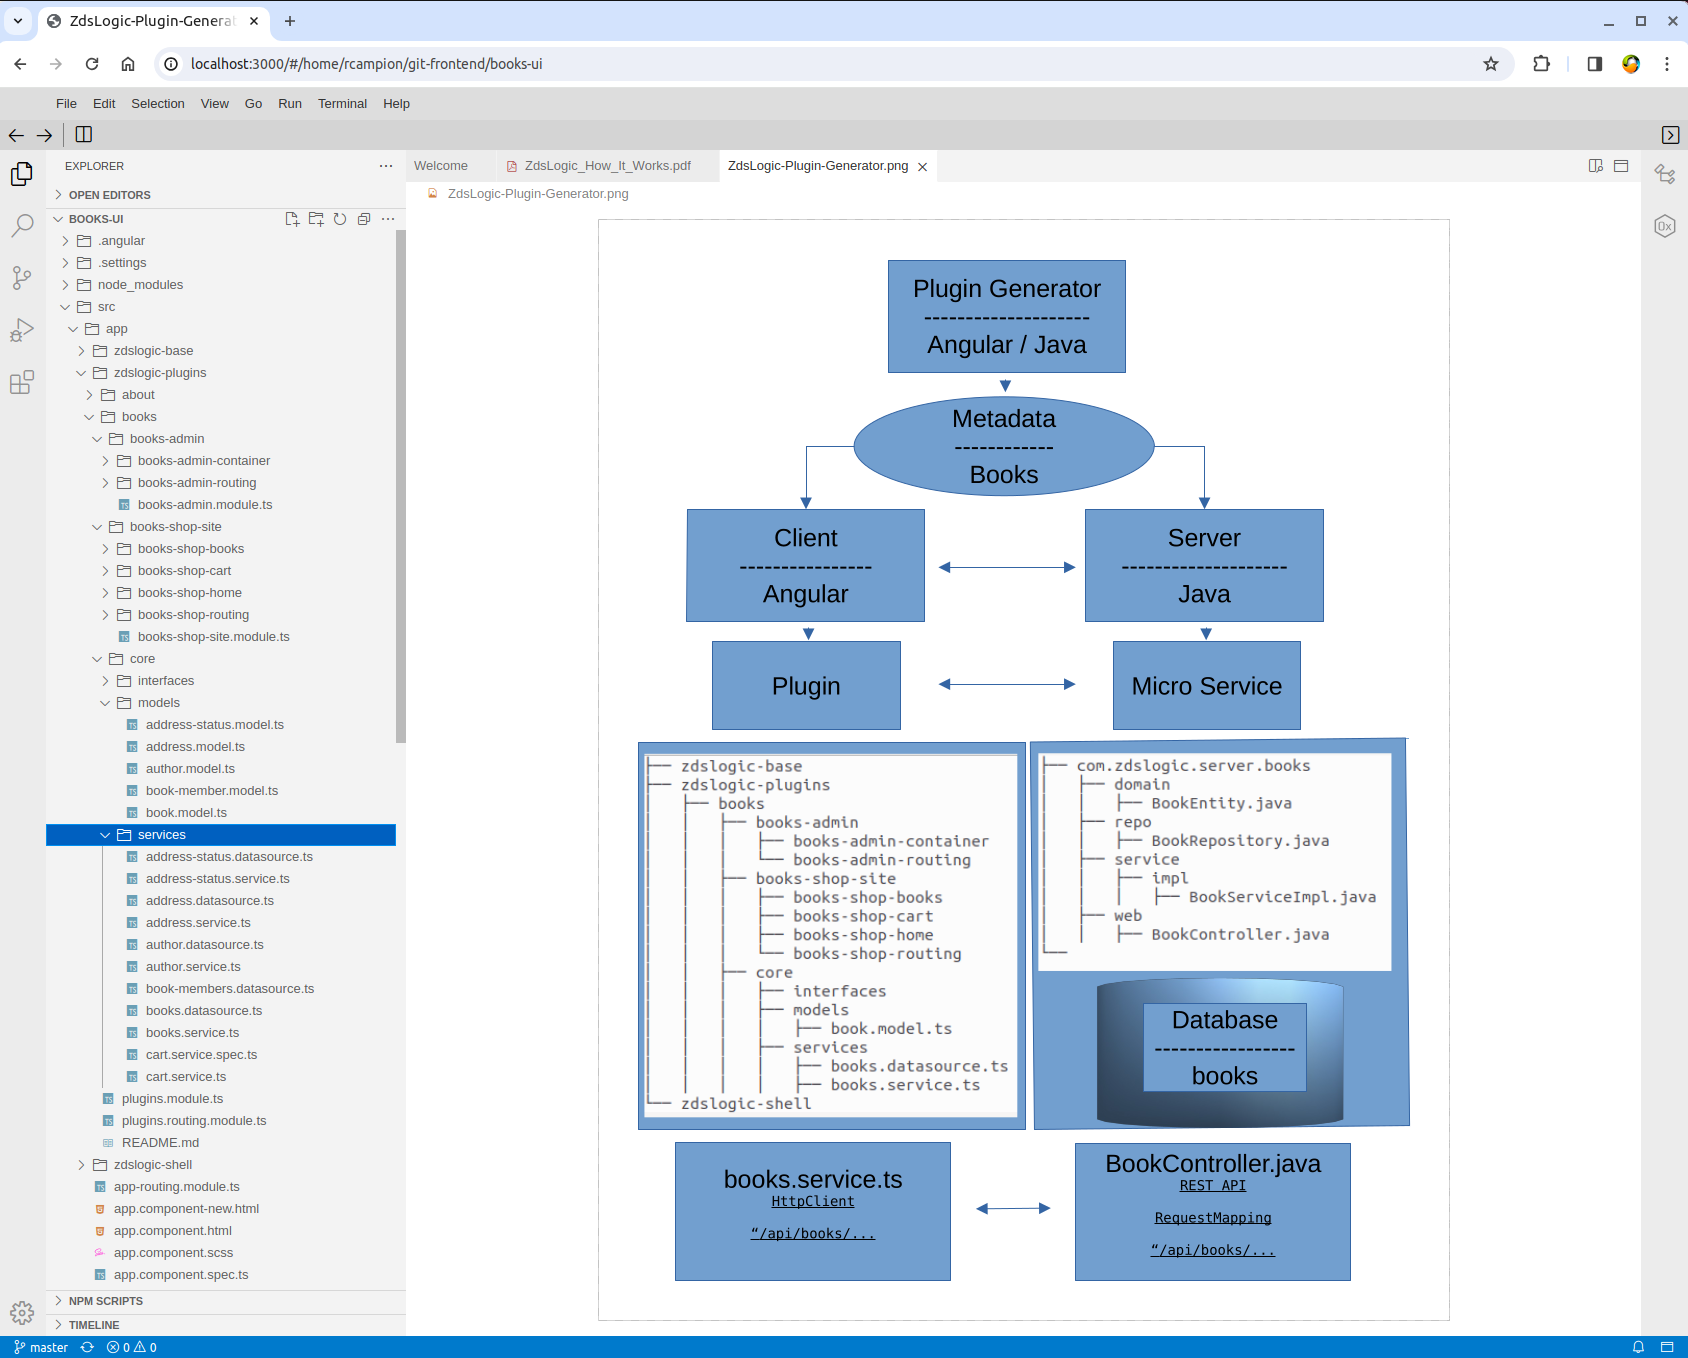 ZdsLogic-Plugin-Generat
localhost:3000/#/home/rcampion/git-frontend/books-ui
File Edit Selection View Go Run Terminal Help
EXPLORER
OPEN EDITORS
BOOKS-UI
.angular
.settings
node_modules
src
app
zdslogic-base
zdslogic-plugins
about
books
books-admin
books-admin-container
books-admin-routing
books-admin.module.ts
books-shop-site
books-shop-books
books-shop-cart
books-shop-home
books-shop-routing
books-shop-site.module.ts
core
interfaces
models
address-status.model.ts
address.model.ts
author.model.ts
book-member.model.ts
book.model.ts
services
address-status.datasource.ts
address-status.service.ts
address.datasource.ts
address.service.ts
author.datasource.ts
author.service.ts
book-members.datasource.ts
books.datasource.ts
books.service.ts
cart.service.spec.ts
cart.service.ts
plugins.module.ts
plugins.routing.module.ts
README.md
zdslogic-shell
app-routing.module.ts
app.component-new.html
app.component.html
app.component.scss
app.component.spec.ts
NPM SCRIPTS
TIMELINE
master 0 0
Welcome ZdsLogic_How_It_Works.pdf ZdsLogic-Plugin-Generator.png
ZdsLogic-Plugin-Generator.png
Plugin Generator
--------------------
Angular / Java
Metadata
------------
Books
Client
----------------
Angular
Server
--------------------
Java
Plugin
Micro Service
├── zdslogic-base
├── zdslogic-plugins
│   ├── books
│   │   ├── books-admin
│   │   │   ├── books-admin-container
│   │   │   └── books-admin-routing
│   │   ├── books-shop-site
│   │   │   ├── books-shop-books
│   │   │   ├── books-shop-cart
│   │   │   ├── books-shop-home
│   │   │   └── books-shop-routing
│   │   ├── core
│   │   │   ├── interfaces
│   │   │   ├── models
│   │   │   │   ├── book.model.ts
│   │   │   ├── services
│   │   │   │   ├── books.datasource.ts
│   │   │   │   ├── books.service.ts
└── zdslogic-shell
├── com.zdslogic.server.books
│   ├── domain
│   │   ├── BookEntity.java
│   ├── repo
│   │   ├── BookRepository.java
│   ├── service
│   │   ├── impl
│   │   │   ├── BookServiceImpl.java
│   ├── web
│   │   ├── BookController.java
└──
Database
-----------------
books
books.service.ts
HttpClient
“/api/books/...
BookController.java
REST API
RequestMapping
“/api/books/...